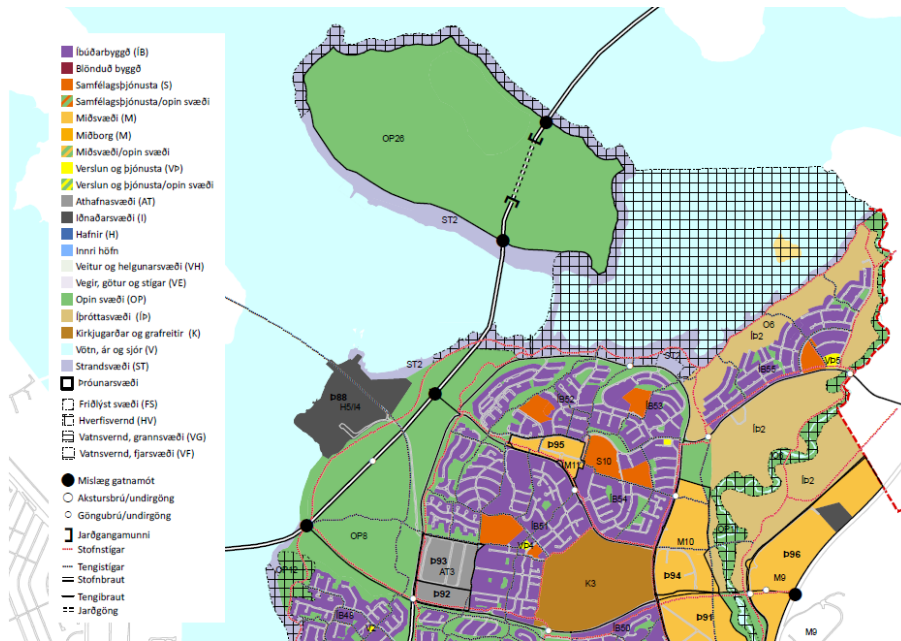 Íbúðarbyggð (ÍB)
Blönduð byggð
Samfélagsþjónusta (S)
Samfélagsþjónusta/opin svæði
Miðsvæði (M)
Miðborg (M)
Miðsvæði/opin svæði
Verslun og þjónusta (VÞ)
Verslun og þjónusta/opin svæði
Athafnasvæði (AT)
Iðnaðarsvæði (I)
Hafnir (H)
Innri höfn
Veitur og helgunarsvæði (VH)
Vegir, götur og stígar (VE)
Opin svæði (OP)
Íþróttasvæði (ÍÞ)
Kirkjugarðar og grafreitir (K)
Vötn, ár og sjór (V)
Strandsvæði (ST)
Þróunarsvæði
Friðlýst svæði (FS)
Hverfisvernd (HV)
Vatnsvernd, grannsvæði (VG)
Vatnsvernd, fjarsvæði (VF)
Mislæg gatnamót
Akstursbrú/undirgöng
Göngubrú/undirgöng
Jarðgangamunni
Stofnstígar
Tengistígar
Stofnbraut
Tengibraut
Jarðgöng
OP26
ST2
O6
ÍÞ2
ST2
ST2
VÞ5
ÍB55
Þ88
H5/I4
ÍB52
ÍB53
ÍÞ2
Þ95
M11
S10
O6
ÍÞ2
ÍB54
ÍB51
OP8
VÞ4
M10
Þ96
Þ93
AT3
OP12
Þ94
M9
K3
Þ92
ÍB46
Þ91
ÍB50
M9